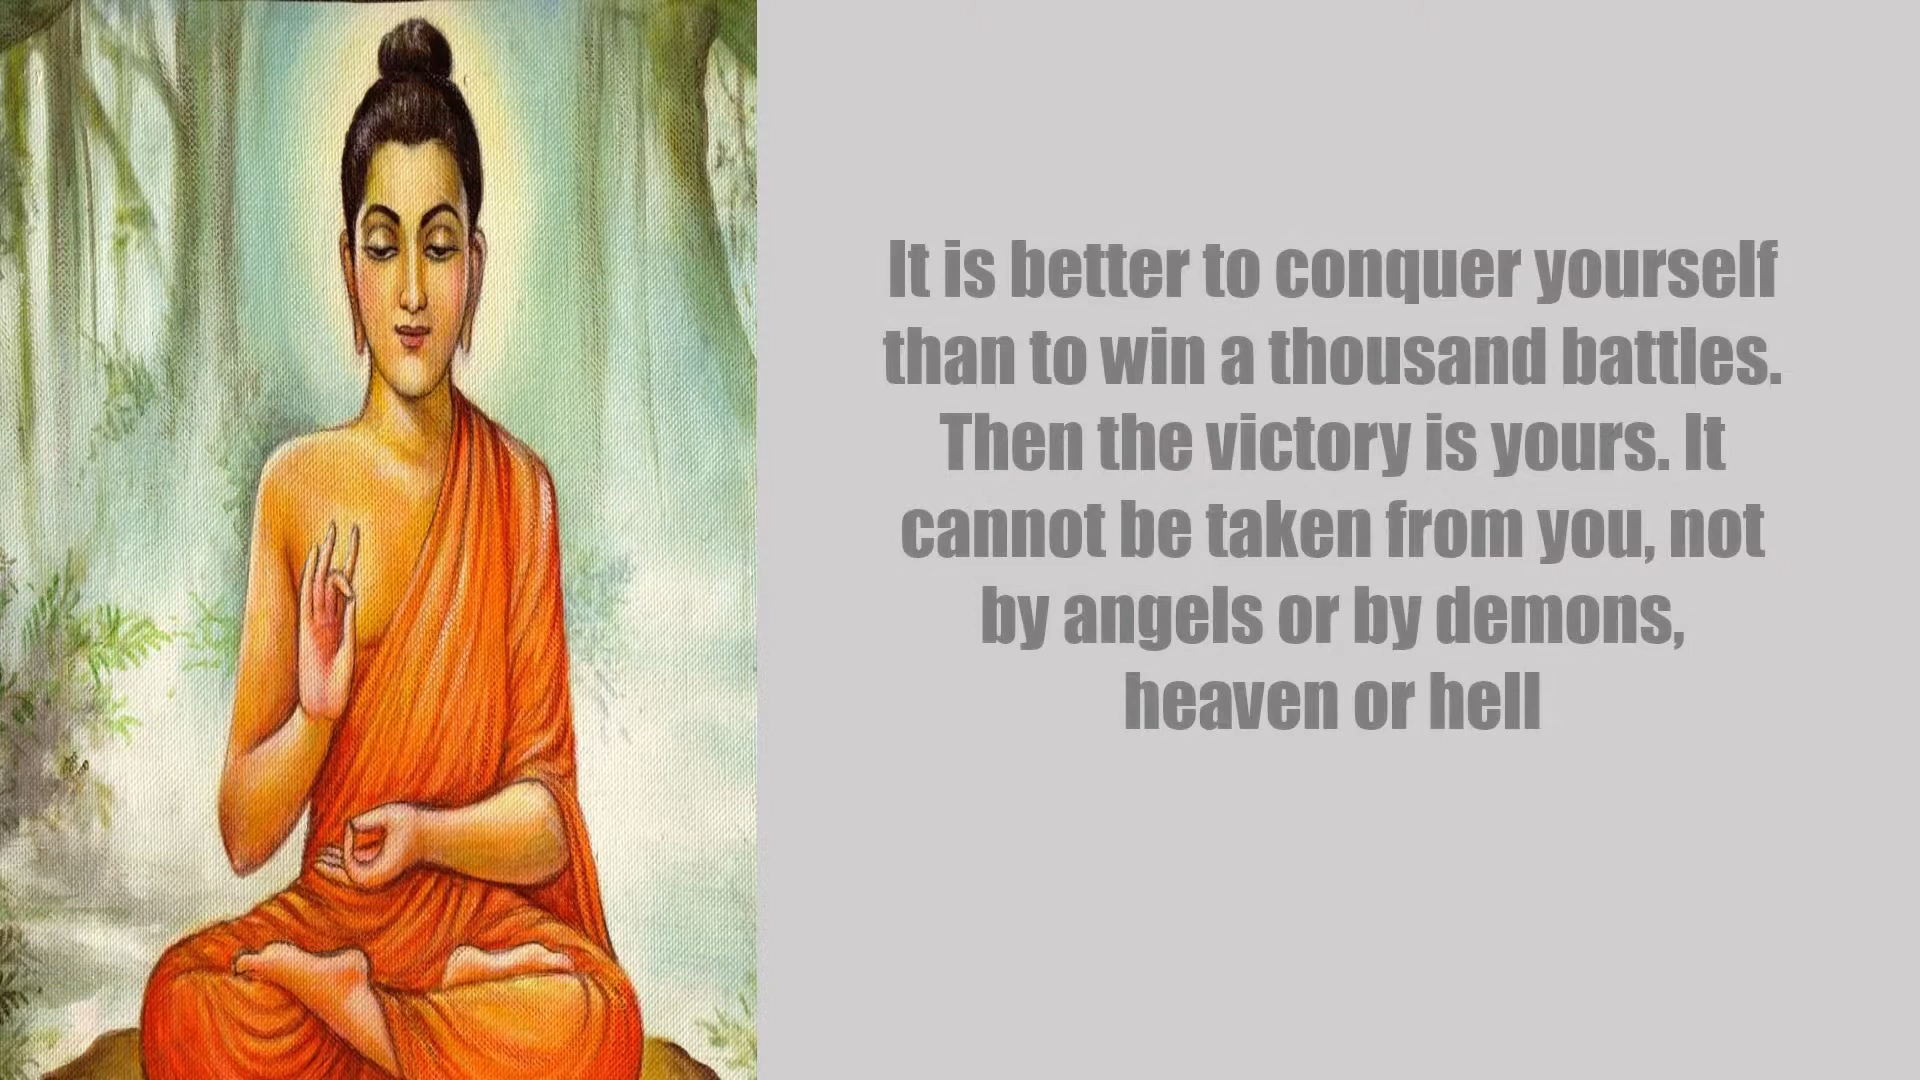 It is better to conquer yourself
than to win a thousand battles.
Then the victory is yours. It
cannot be taken from you, not
by angels or by demons,
heaven or hell